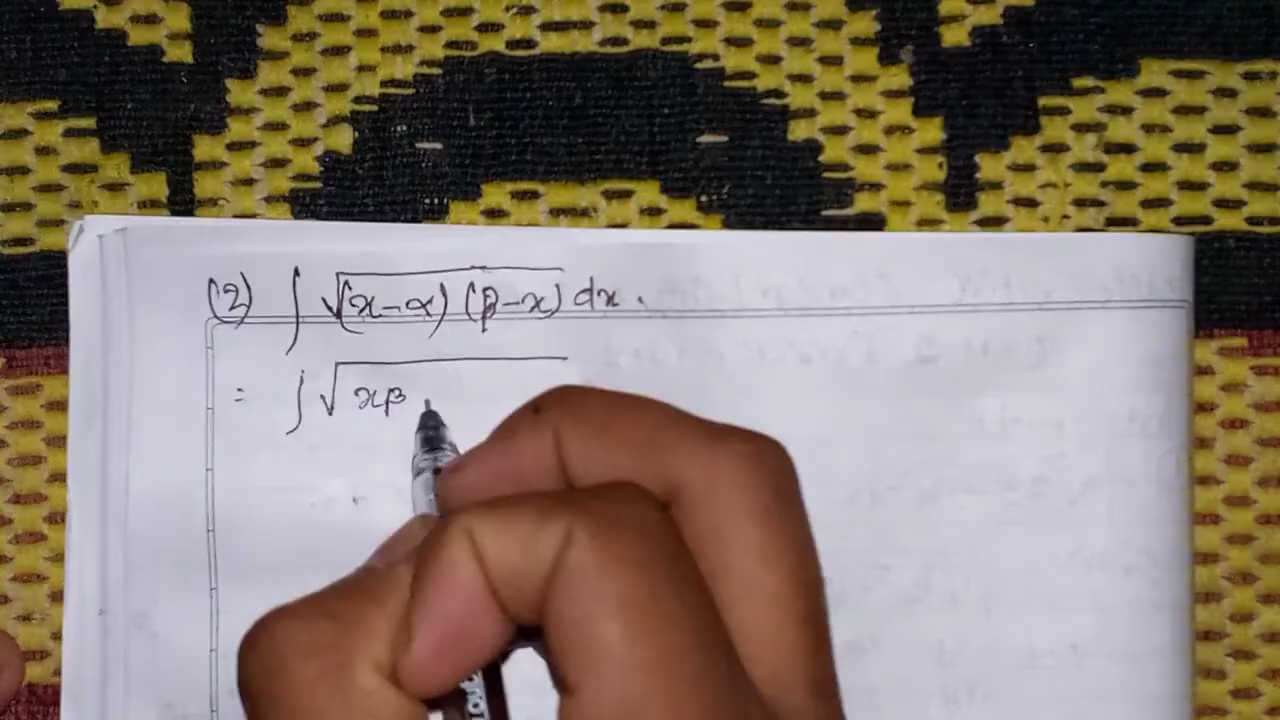 (2) ∫ √(x-α) (β-x) dx.
= ∫ √xβ